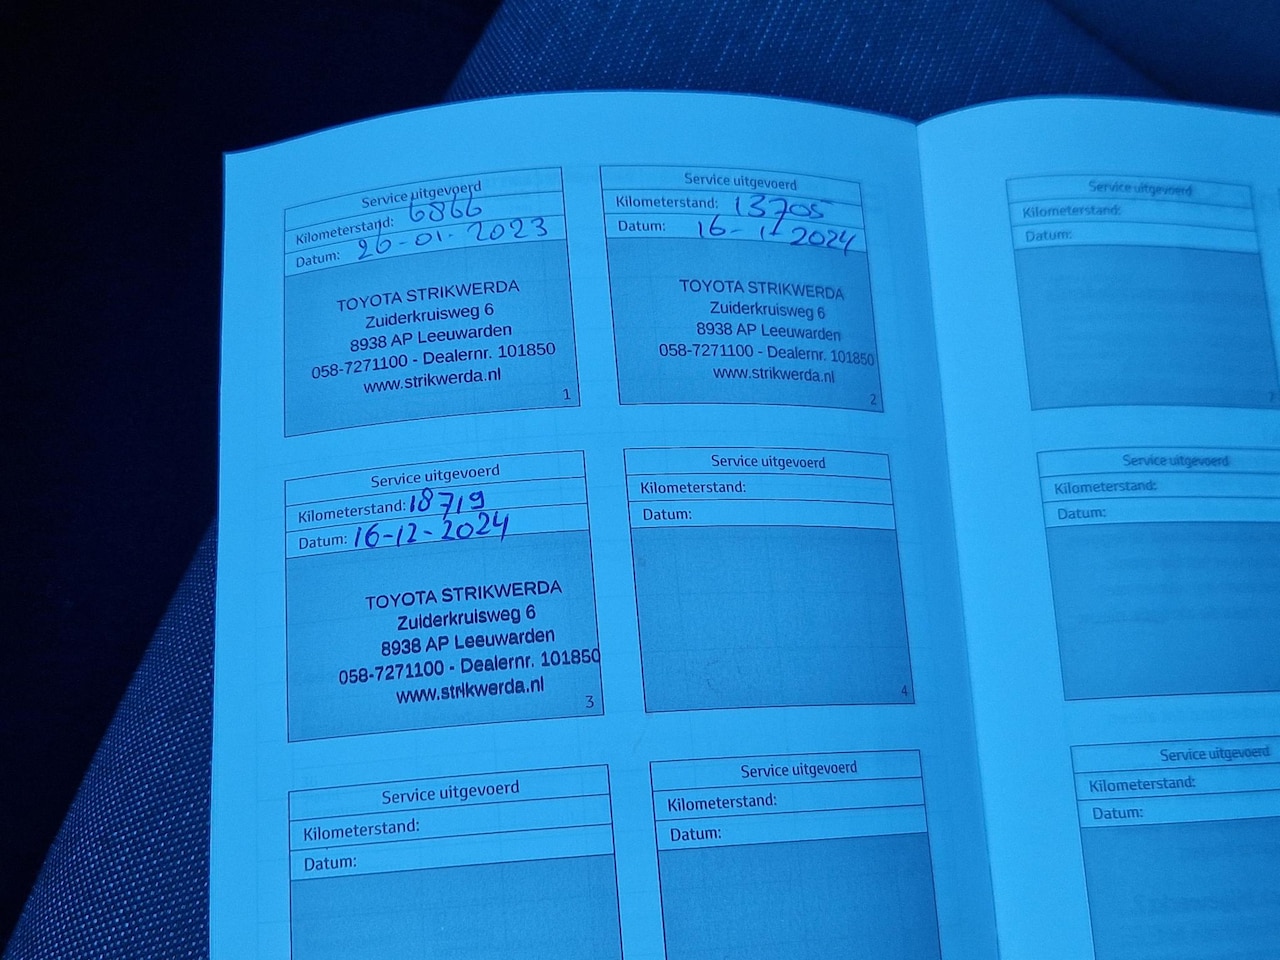 Service uitgevoerd
Kilometerstand: 6866
Datum: 26-01-2023
TOYOTA STRIKWERDA
Zuiderkruisweg 6
8938 AP Leeuwarden
058-7271100 - Dealernr. 101850
www.strikwerda.nl
1
Service uitgevoerd
Kilometerstand: 13705
Datum: 16-1-2024
TOYOTA STRIKWERDA
Zuiderkruisweg 6
8938 AP Leeuwarden
058-7271100 - Dealernr. 101850
www.strikwerda.nl
2
Service uitgevoerd
Kilometerstand: 18719
Datum: 16-12-2024
TOYOTA STRIKWERDA
Zuiderkruisweg 6
8938 AP Leeuwarden
058-7271100 - Dealernr. 101850
www.strikwerda.nl
3
Service uitgevoerd
Kilometerstand:
Datum:
4
Service uitgevoerd
Kilometerstand:
Datum:
Service uitgevoerd
Kilometerstand:
Datum:
Service uitgevoerd
Kilometerstand:
Datum:
7
Service uitgevoerd
Kilometerstand:
Datum:
Service uitgevoerd
Kilometerstand:
Datum: